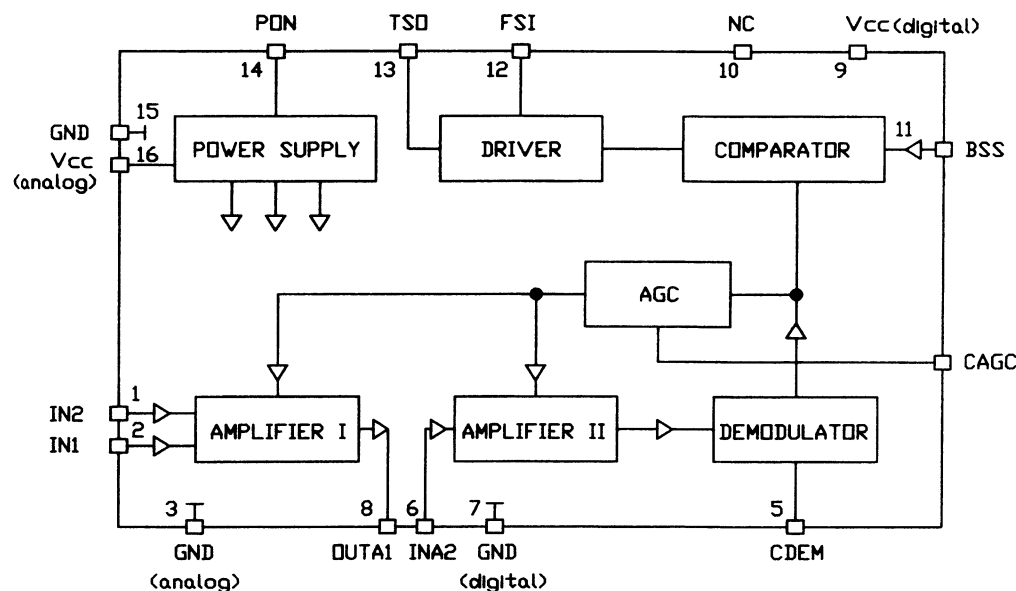 PON TSO FSI NC Vcc (digital)
14 13 12 10 9
15
GND
Vcc
(analog)
16
POWER SUPPLY
DRIVER
COMPARATOR
11
BSS
AGC
CAGC
IN2
1
IN1
2
AMPLIFIER I
AMPLIFIER II
DEMODULATOR
3 8 6 7 5
GND
(analog)
OUTA1
INA2
GND
(digital)
CDEM